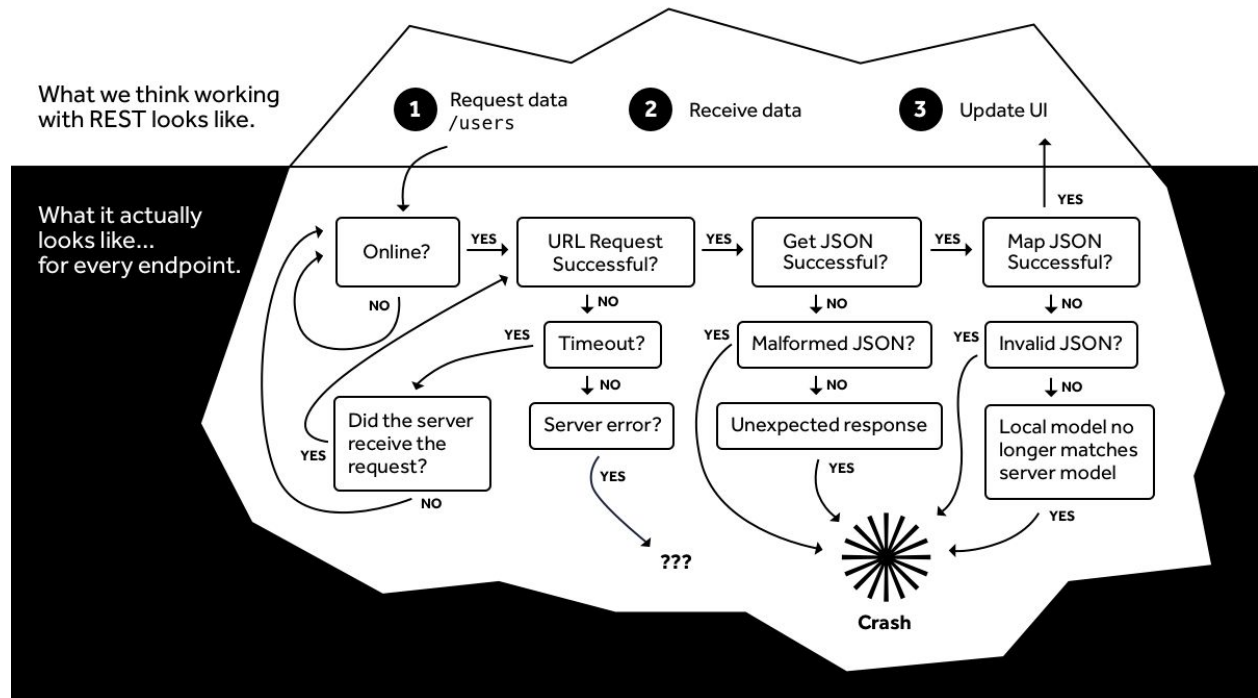 What we think working
with REST looks like.
1
Request data
/users
2
Receive data
3
Update UI
What it actually
looks like...
for every endpoint.
YES
Online?
YES
URL Request
Successful?
YES
Get JSON
Successful?
YES
Map JSON
Successful?
NO
NO
NO
NO
YES
Timeout?
YES
Malformed JSON?
YES
Invalid JSON?
NO
NO
NO
Did the server
receive the
request?
YES
NO
Server error?
YES
???
Unexpected response
YES
Local model no
longer matches
server model
YES
Crash